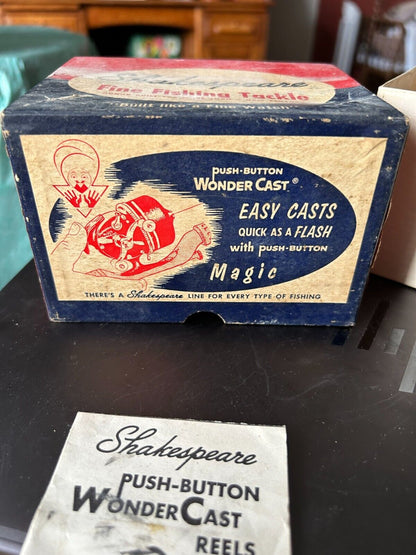 Shakespeare
Fine Fishing Tackle
"Built like a Fine Watch"
PUSH-BUTTON
WONDER CAST®
EASY CASTS
QUICK AS A FLASH
with PUSH-BUTTON
Magic
THERE'S A Shakespeare LINE FOR EVERY TYPE OF FISHING
Shakespeare
PUSH-BUTTON
WONDERCAST
REELS